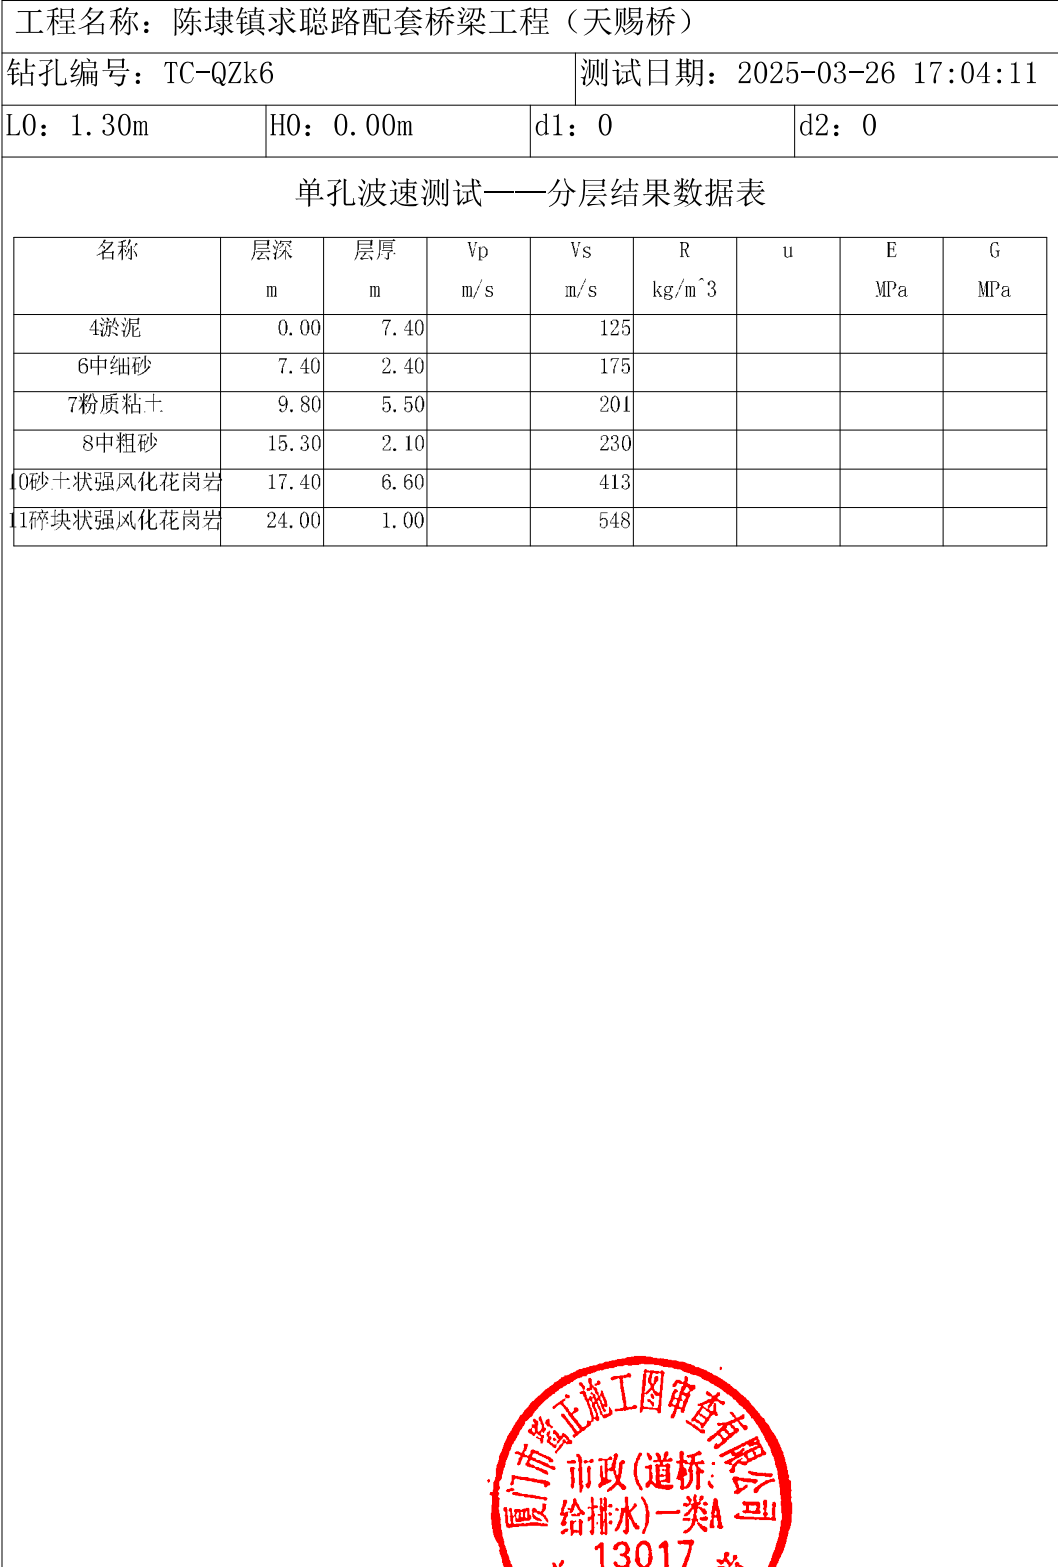 工程名称：陈埭镇求聪路配套桥梁工程（天赐桥）
钻孔编号：TC-QZk6 测试日期：2025-03-26 17:04:11
L0：1.30m H0：0.00m d1：0 d2：0
单孔波速测试——分层结果数据表
名称 层深 层厚 Vp Vs R u E G
m m m/s m/s kg/m^3 MPa MPa
4淤泥 0.00 7.40 125
6中细砂 7.40 2.40 175
7粉质粘土 9.80 5.50 201
8中粗砂 15.30 2.10 230
10砂土状强风化花岗岩 17.40 6.60 413
11碎块状强风化花岗岩 24.00 1.00 548
厦门市鹭正施工图审查有限公司
市政(道桥、
给排水)一类A
13017